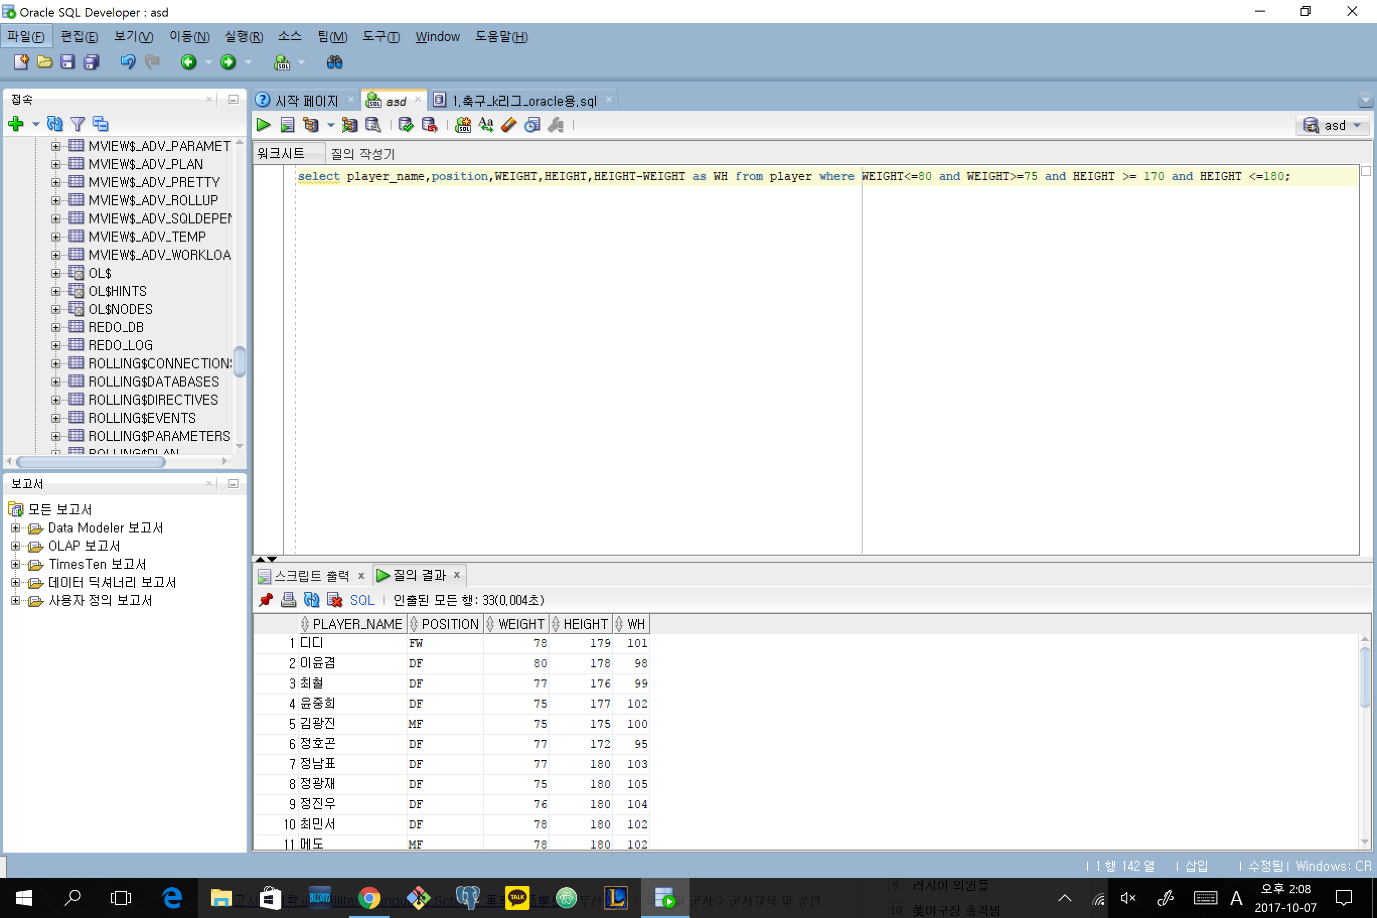 Oracle SQL Developer : asd
파일(F) 편집(E) 보기(V) 이동(N) 실행(R) 소스 팀(M) 도구(T) Window 도움말(H)
접속
MVIEW$_ADV_PARAMET
MVIEW$_ADV_PLAN
MVIEW$_ADV_PRETTY
MVIEW$_ADV_ROLLUP
MVIEW$_ADV_SQLDEPEN
MVIEW$_ADV_TEMP
MVIEW$_ADV_WORKLOA
OL$
OL$HINTS
OL$NODES
REDO_DB
REDO_LOG
ROLLING$CONNECTIONS
ROLLING$DATABASES
ROLLING$DIRECTIVES
ROLLING$EVENTS
ROLLING$PARAMETERS
ROLLING$PLAN
보고서
모든 보고서
Data Modeler 보고서
OLAP 보고서
TimesTen 보고서
데이터 딕셔너리 보고서
사용자 정의 보고서
시작 페이지 asd 1.축구_k리그_oracle용.sql
asd
워크시트 질의 작성기
select player_name,position,WEIGHT,HEIGHT,HEIGHT-WEIGHT as WH from player where WEIGHT<=80 and WEIGHT>=75 and HEIGHT >= 170 and HEIGHT <=180;
스크립트 출력 x 질의 결과 x
SQL 인출된 모든 행: 33(0,004초)
PLAYER_NAME POSITION WEIGHT HEIGHT WH
1 디디 FW 78 179 101
2 이윤겸 DF 80 178 98
3 최철 DF 77 176 99
4 윤중희 DF 75 177 102
5 김광진 MF 75 175 100
6 정호곤 DF 77 172 95
7 정남표 DF 77 180 103
8 정광재 DF 75 180 105
9 정진우 DF 76 180 104
10 최민서 DF 78 180 102
11 메도 MF 78 180 102
1 행 142 열 삽입 수정됨 Windows: CR
BLIZZARD
TALK
A 오후 2:08
2017-10-07